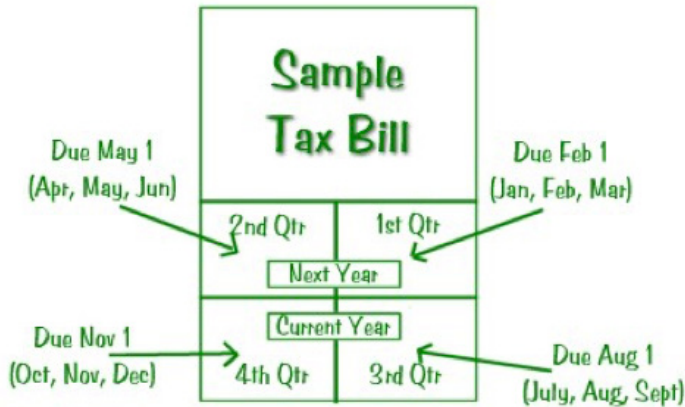 Sample
Tax Bill
Due May 1
(Apr, May, Jun)
Due Feb 1
(Jan, Feb, Mar)
2nd Qtr
1st Qtr
Next Year
Current Year
Due Nov 1
(Oct, Nov, Dec)
4th Qtr
3rd Qtr
Due Aug 1
(July, Aug, Sept)